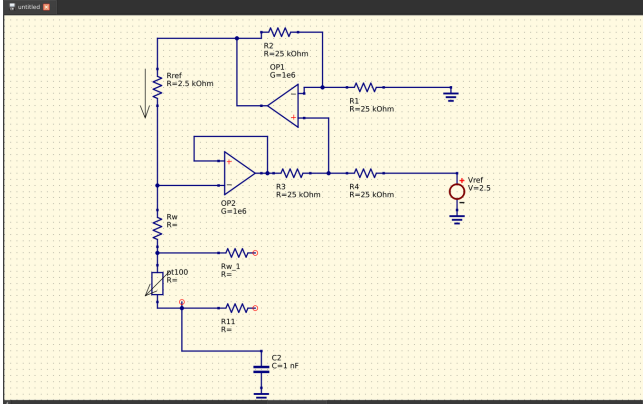 untitled
R2
R=25 kOhm
OP1
G=1e6
Rref
R=2.5 kOhm
R1
R=25 kOhm
OP2
G=1e6
R3
R=25 kOhm
R4
R=25 kOhm
Vref
V=2.5
Rw
R=
Rw_1
R=
pt100
R=
R11
R=
C2
C=1 nF